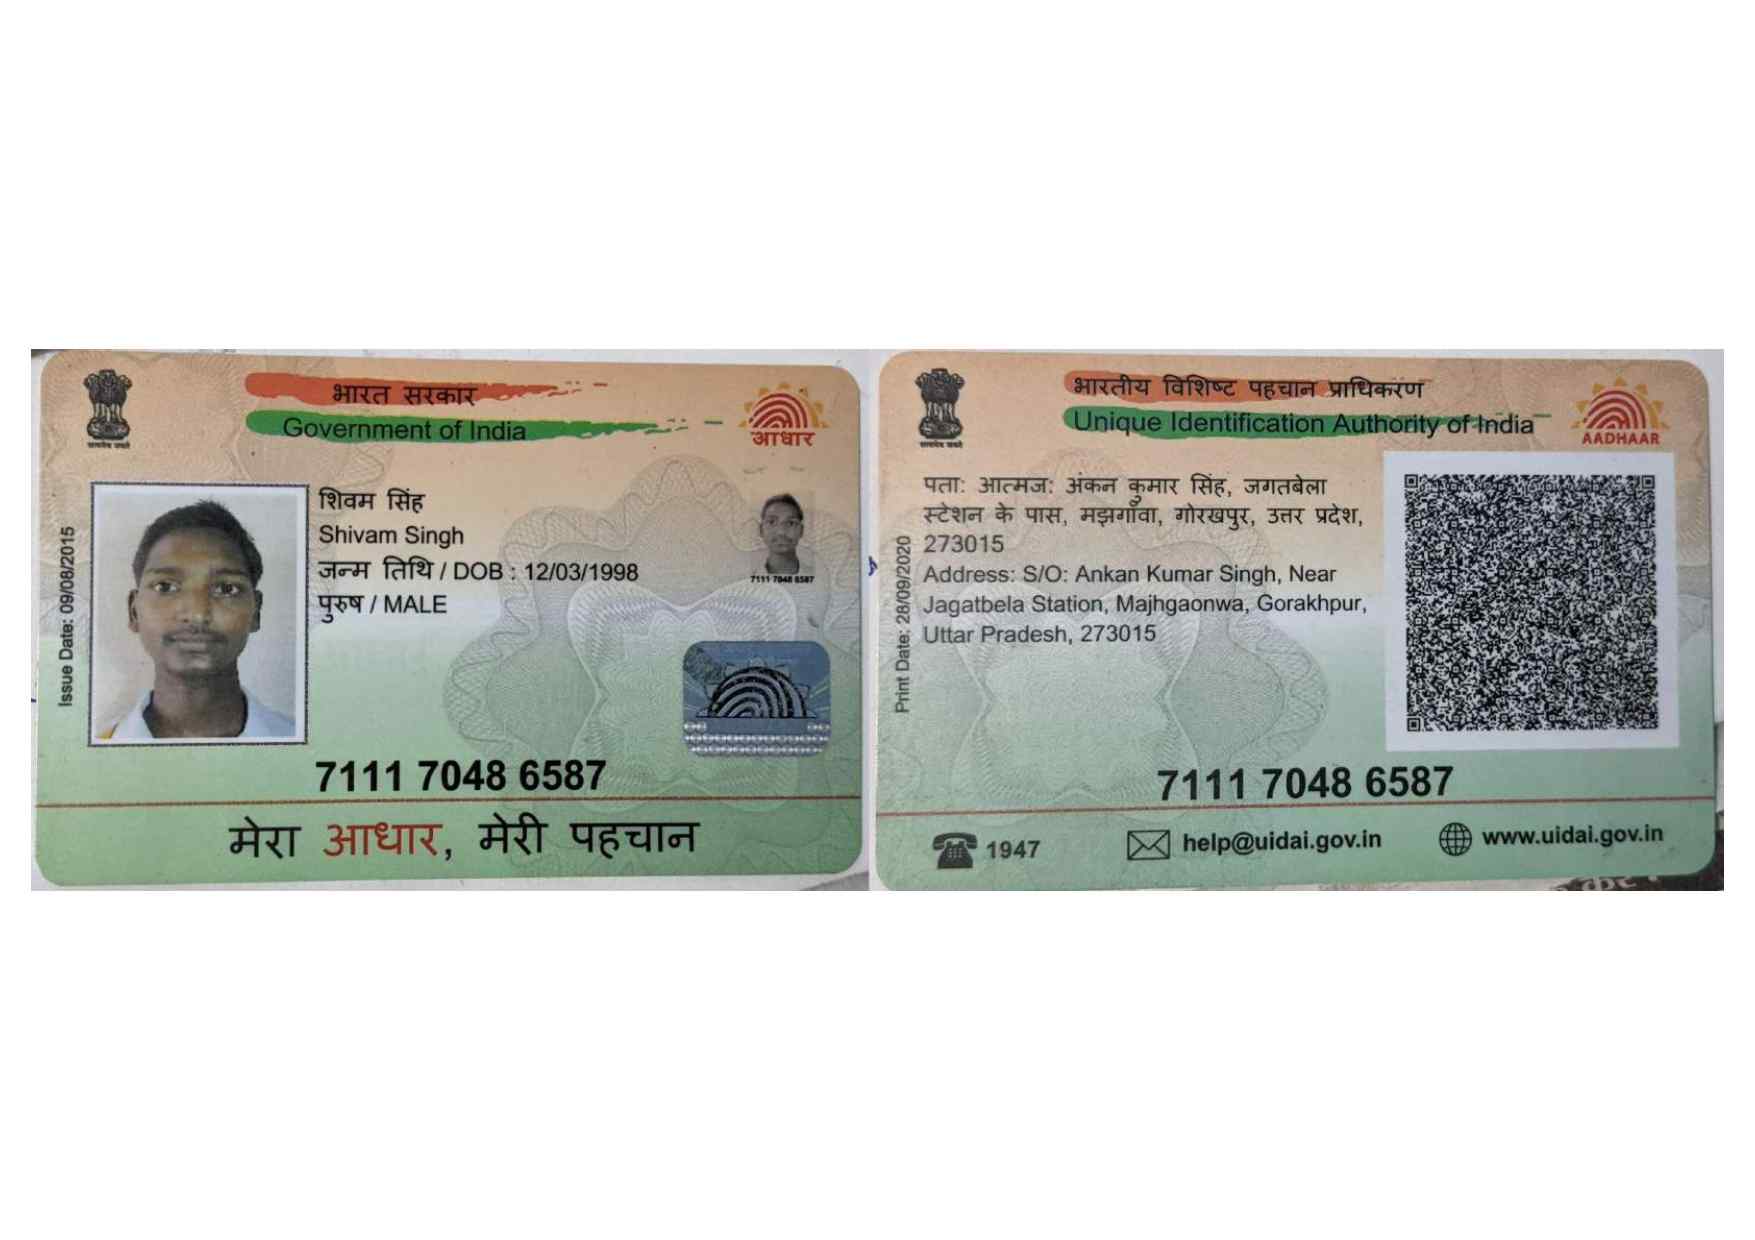 भारत सरकार
Government of India
आधार
सत्यमेव जयते
Issue Date: 09/08/2015
शिवम सिंह
Shivam Singh
जन्म तिथि / DOB : 12/03/1998
पुरुष / MALE
7111 7048 6587
7111 7048 6587
मेरा आधार, मेरी पहचान
भारतीय विशिष्ट पहचान प्राधिकरण
Unique Identification Authority of India
AADHAAR
सत्यमेव जयते
Print Date: 28/09/2020
पता: आत्मज: अंकन कुमार सिंह, जगतबेला
स्टेशन के पास, मझगाँवा, गोरखपुर, उत्तर प्रदेश,
273015
Address: S/O: Ankan Kumar Singh, Near
Jagatbela Station, Majhgaonwa, Gorakhpur,
Uttar Pradesh, 273015
7111 7048 6587
1947
help@uidai.gov.in
www.uidai.gov.in